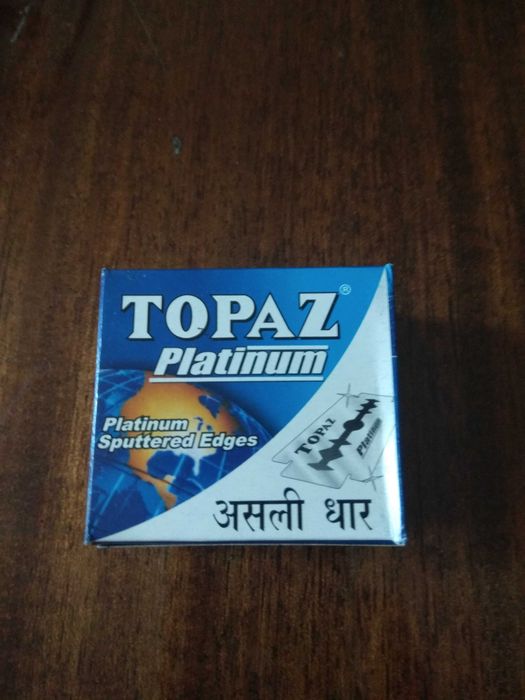 TOPAZ®
Platinum
Platinum
Sputtered Edges
TOPAZ
Platinum
असली धार